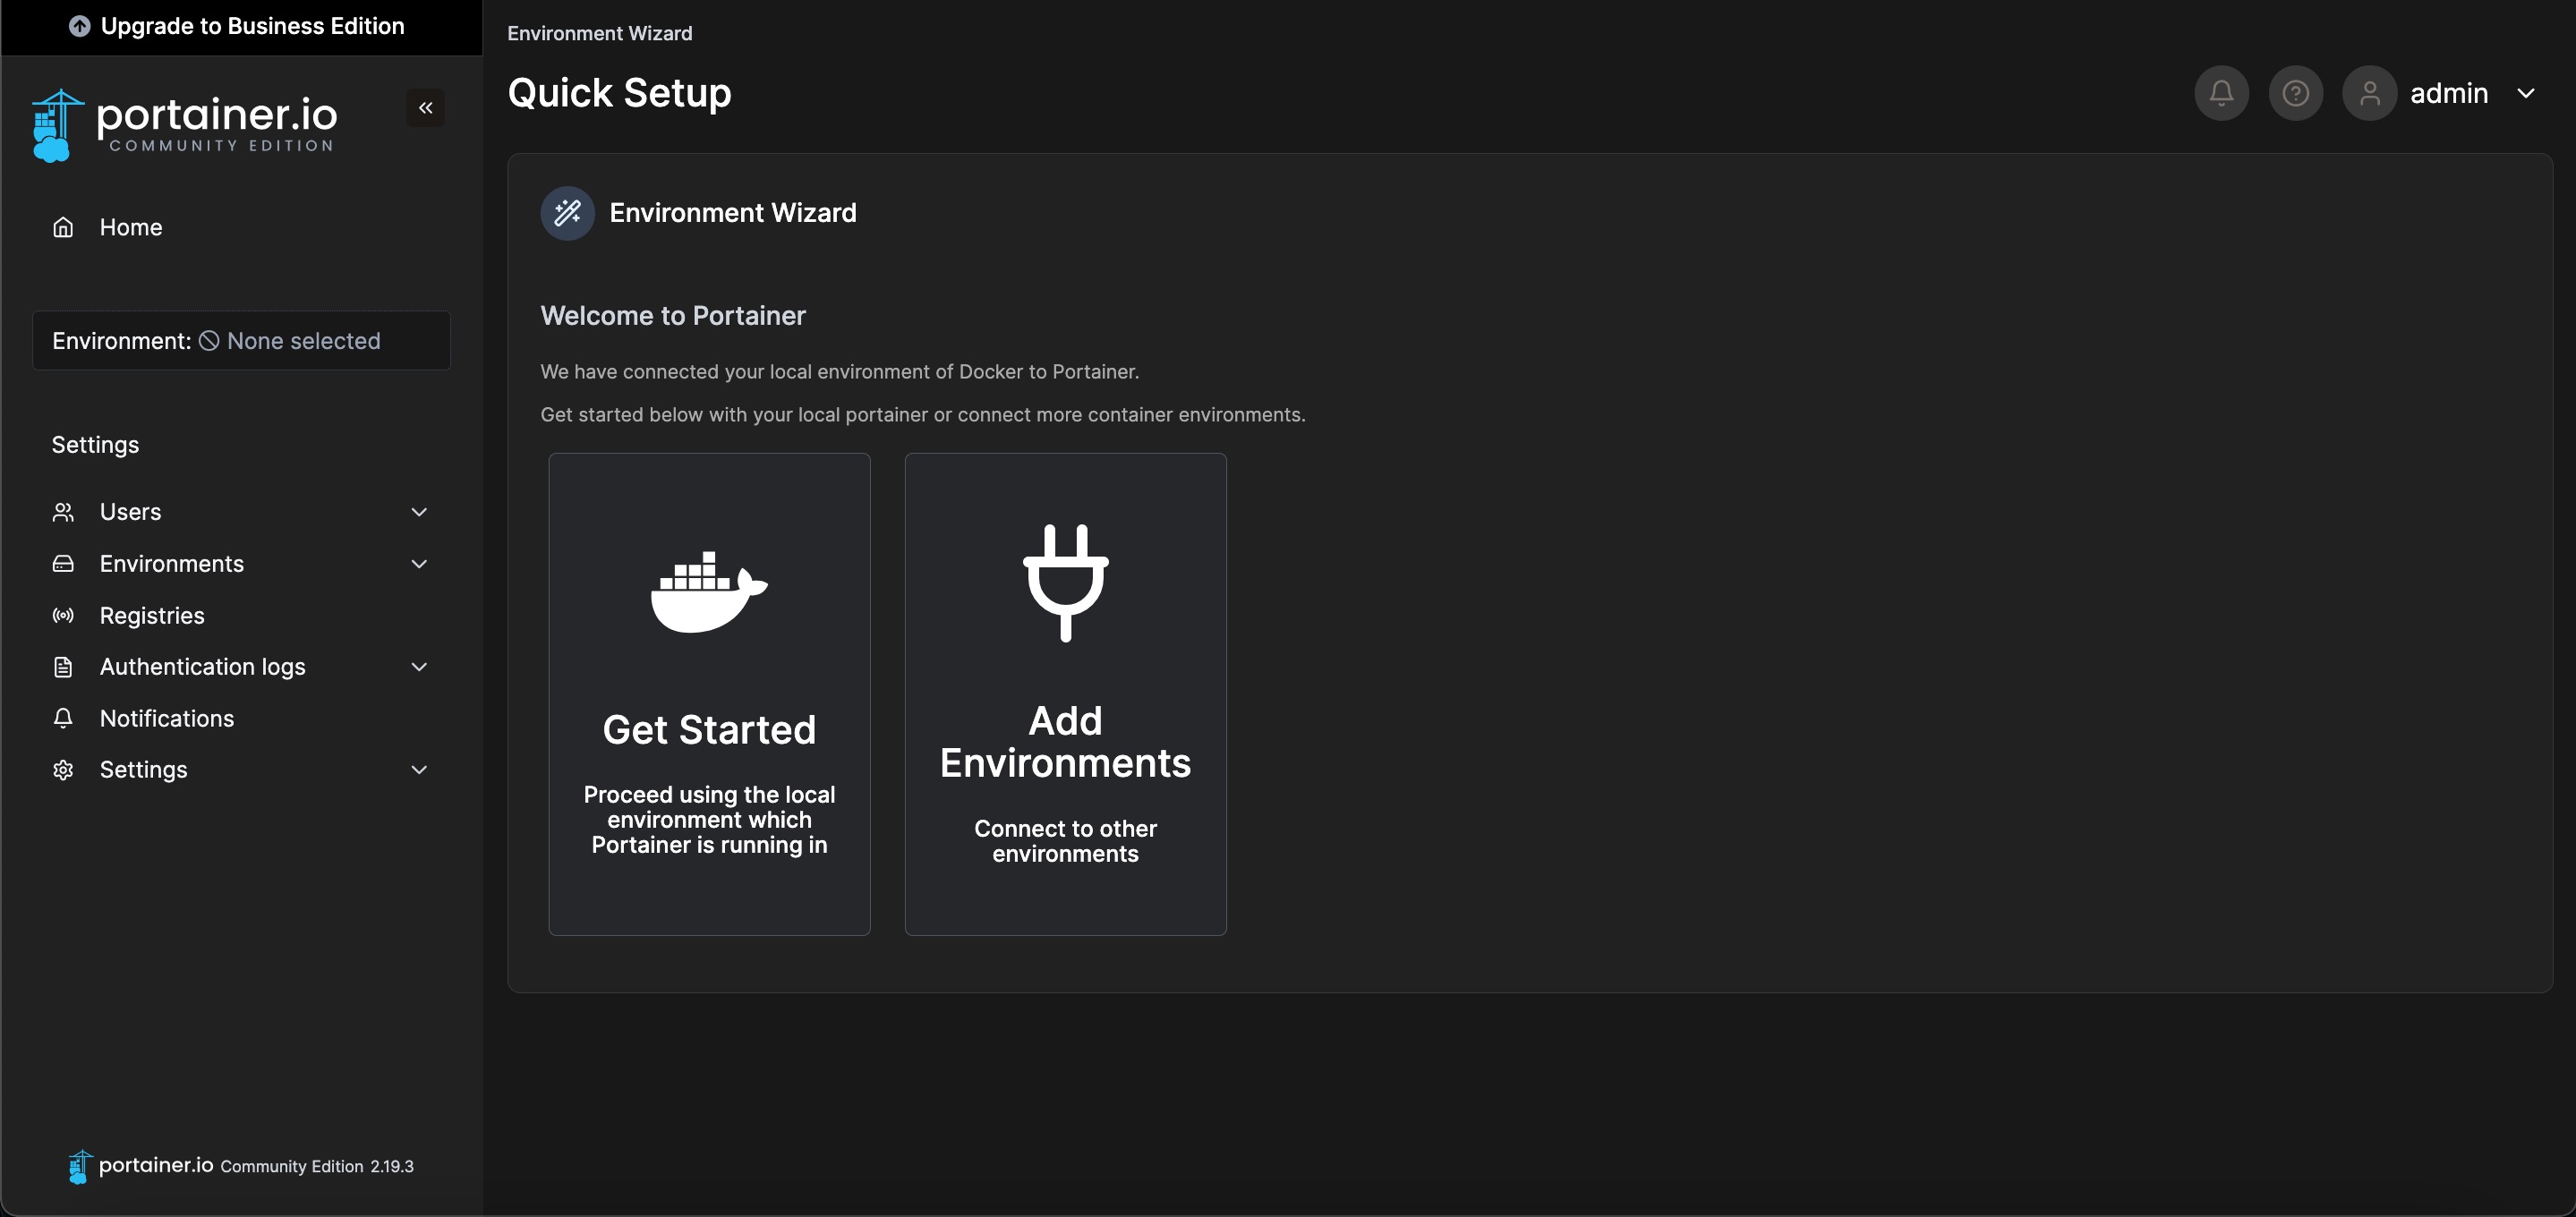 Upgrade to Business Edition
portainer.io
COMMUNITY EDITION
Home
Environment: None selected
Settings
Users
Environments
Registries
Authentication logs
Notifications
Settings
portainer.io Community Edition 2.19.3
Environment Wizard
Quick Setup
admin
Environment Wizard
Welcome to Portainer
We have connected your local environment of Docker to Portainer.
Get started below with your local portainer or connect more container environments.
Get Started
Proceed using the local
environment which
Portainer is running in
Add
Environments
Connect to other
environments